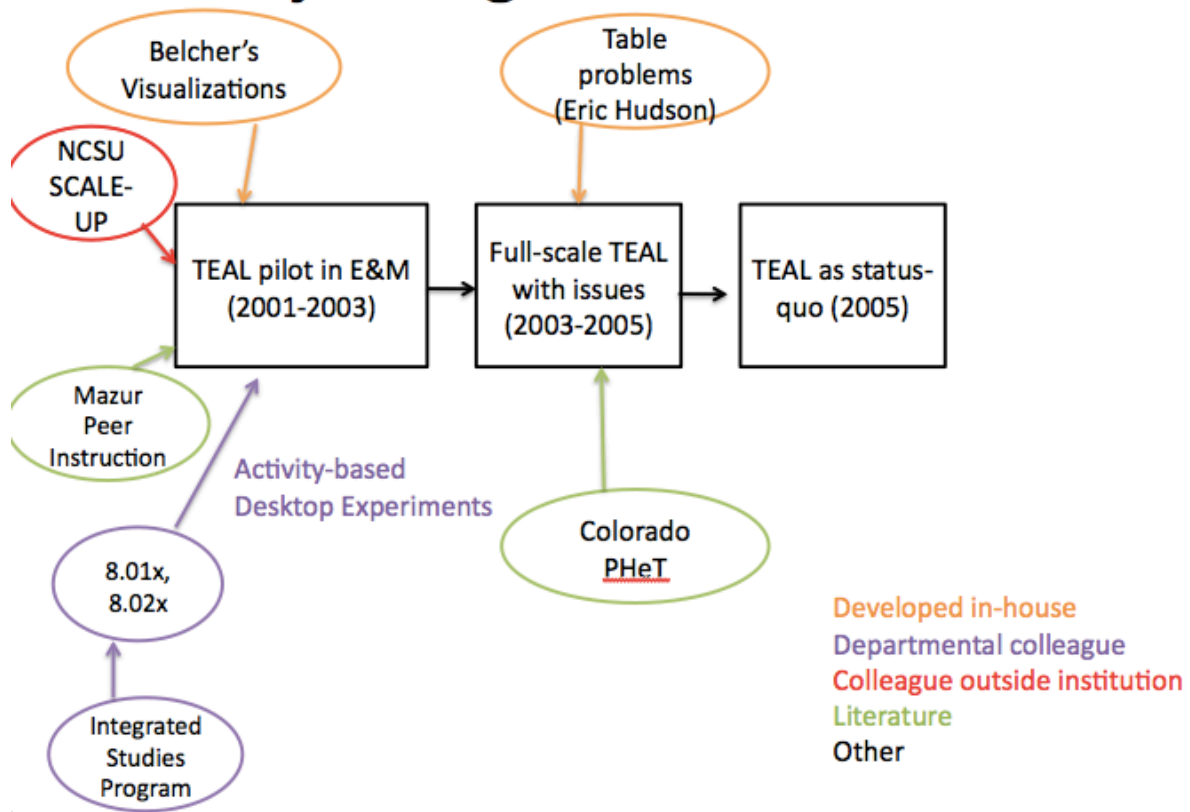 Belcher's
Visualizations
Table
problems
(Eric Hudson)
NCSU
SCALE-
UP
TEAL pilot in E&M
(2001-2003)
Full-scale TEAL
with issues
(2003-2005)
TEAL as status-
quo (2005)
Mazur
Peer
Instruction
Activity-based
Desktop Experiments
8.01x,
8.02x
Colorado
PHeT
Integrated
Studies
Program
Developed in-house
Departmental colleague
Colleague outside institution
Literature
Other